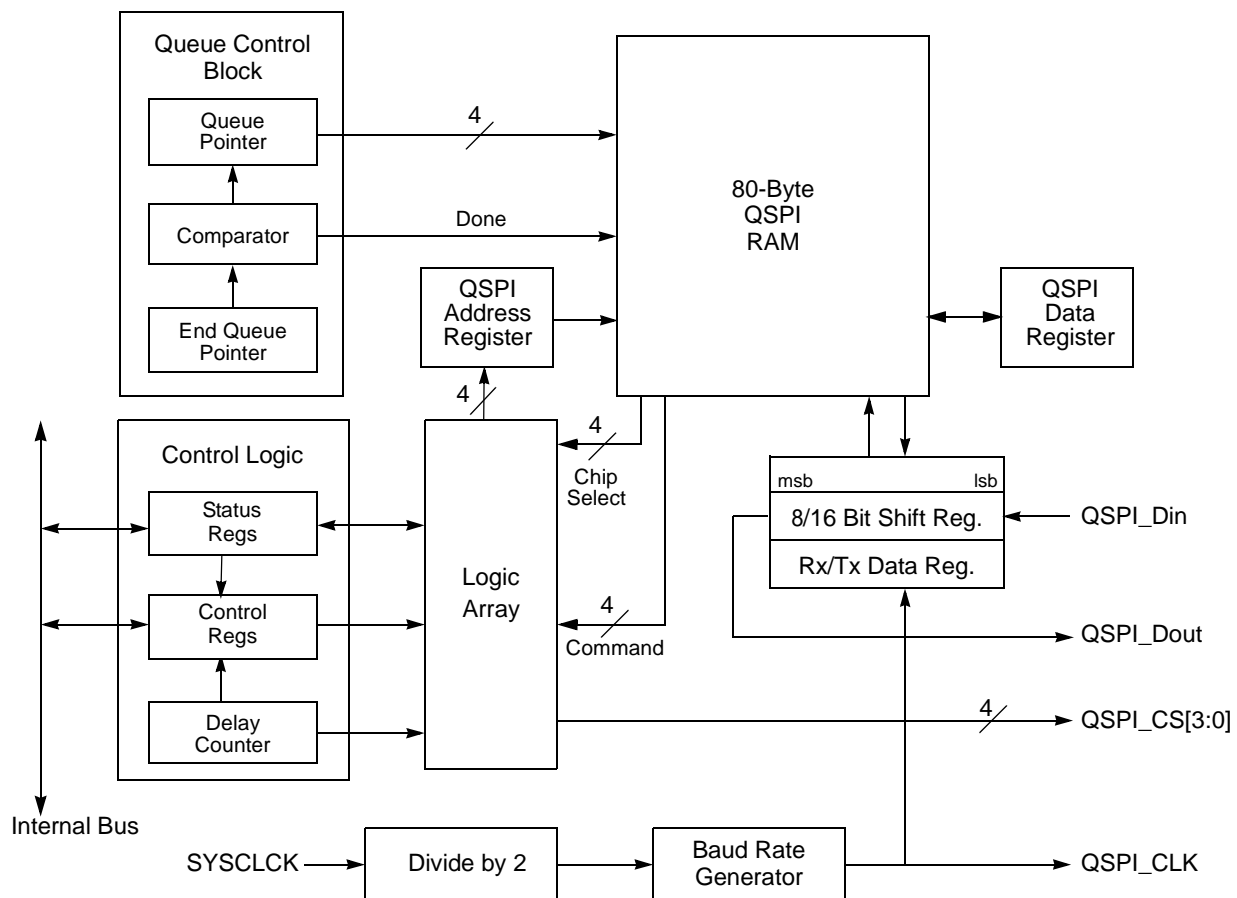 Queue Control
Block
Queue
Pointer
4
Comparator
Done
End Queue
Pointer
80-Byte
QSPI
RAM
QSPI
Address
Register
QSPI
Data
Register
4
Control Logic
Status
Regs
Control
Regs
Delay
Counter
Logic
Array
4
Chip
Select
4
Command
msb
lsb
8/16 Bit Shift Reg.
Rx/Tx Data Reg.
QSPI_Din
QSPI_Dout
4
QSPI_CS[3:0]
Internal Bus
SYSCLCK
Divide by 2
Baud Rate
Generator
QSPI_CLK